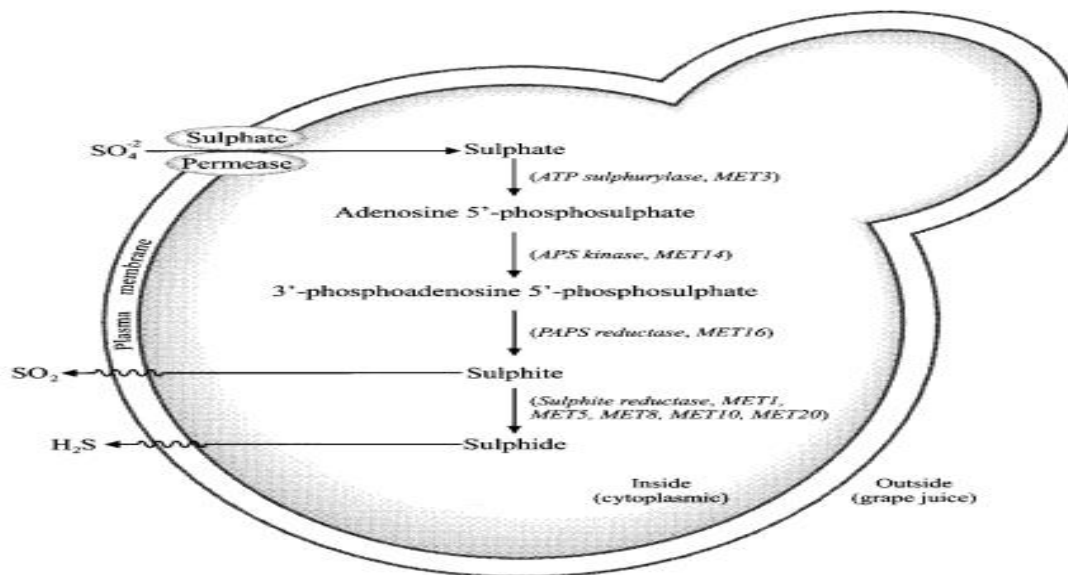 Sulphate
SO₄⁻² Sulphate
Permease
(ATP sulphurylase, MET3)
Adenosine 5'-phosphosulphate
(APS kinase, MET14)
Plasma membrane
3'-phosphoadenosine 5'-phosphosulphate
(PAPS reductase, MET16)
SO₂ Sulphite
(Sulphite reductase, MET1,
MET5, MET8, MET10, MET20)
H₂S Sulphide
Inside
(cytoplasmic)
Outside
(grape juice)